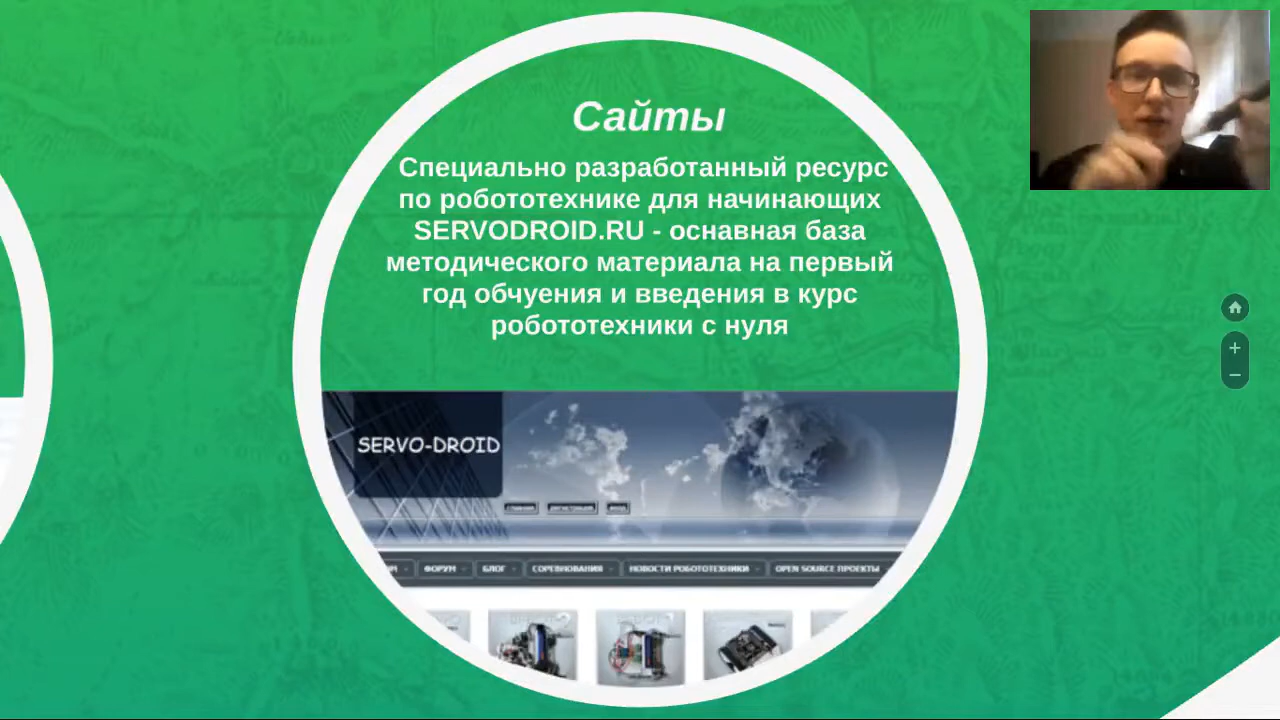 Сайты
Специально разработанный ресурс
по робототехнике для начинающих
SERVODROID.RU - оснавная база
методического материала на первый
год обчуения и введения в курс
робототехники с нуля
SERVO-DROID
ФОРУМ БЛОГ СОРЕВНОВАНИЯ НОВОСТИ РОБОТОТЕХНИКИ OPEN SOURCE ПРОЕКТЫ